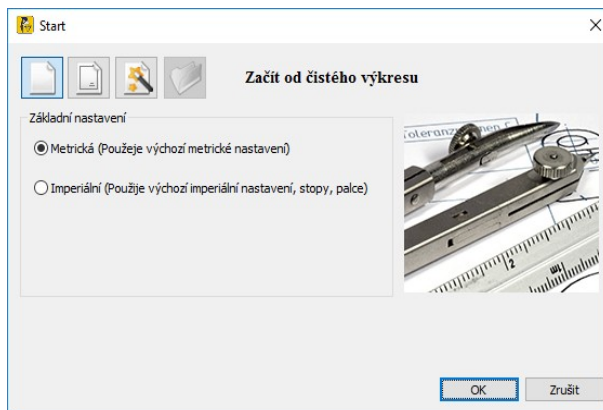 Start
Začít od čistého výkresu
Základní nastavení
Metrická (Použeje výchozí metrické nastavení)
Imperiální (Použije výchozí imperiální nastavení, stopy, palce)
2
OK
Zrušit